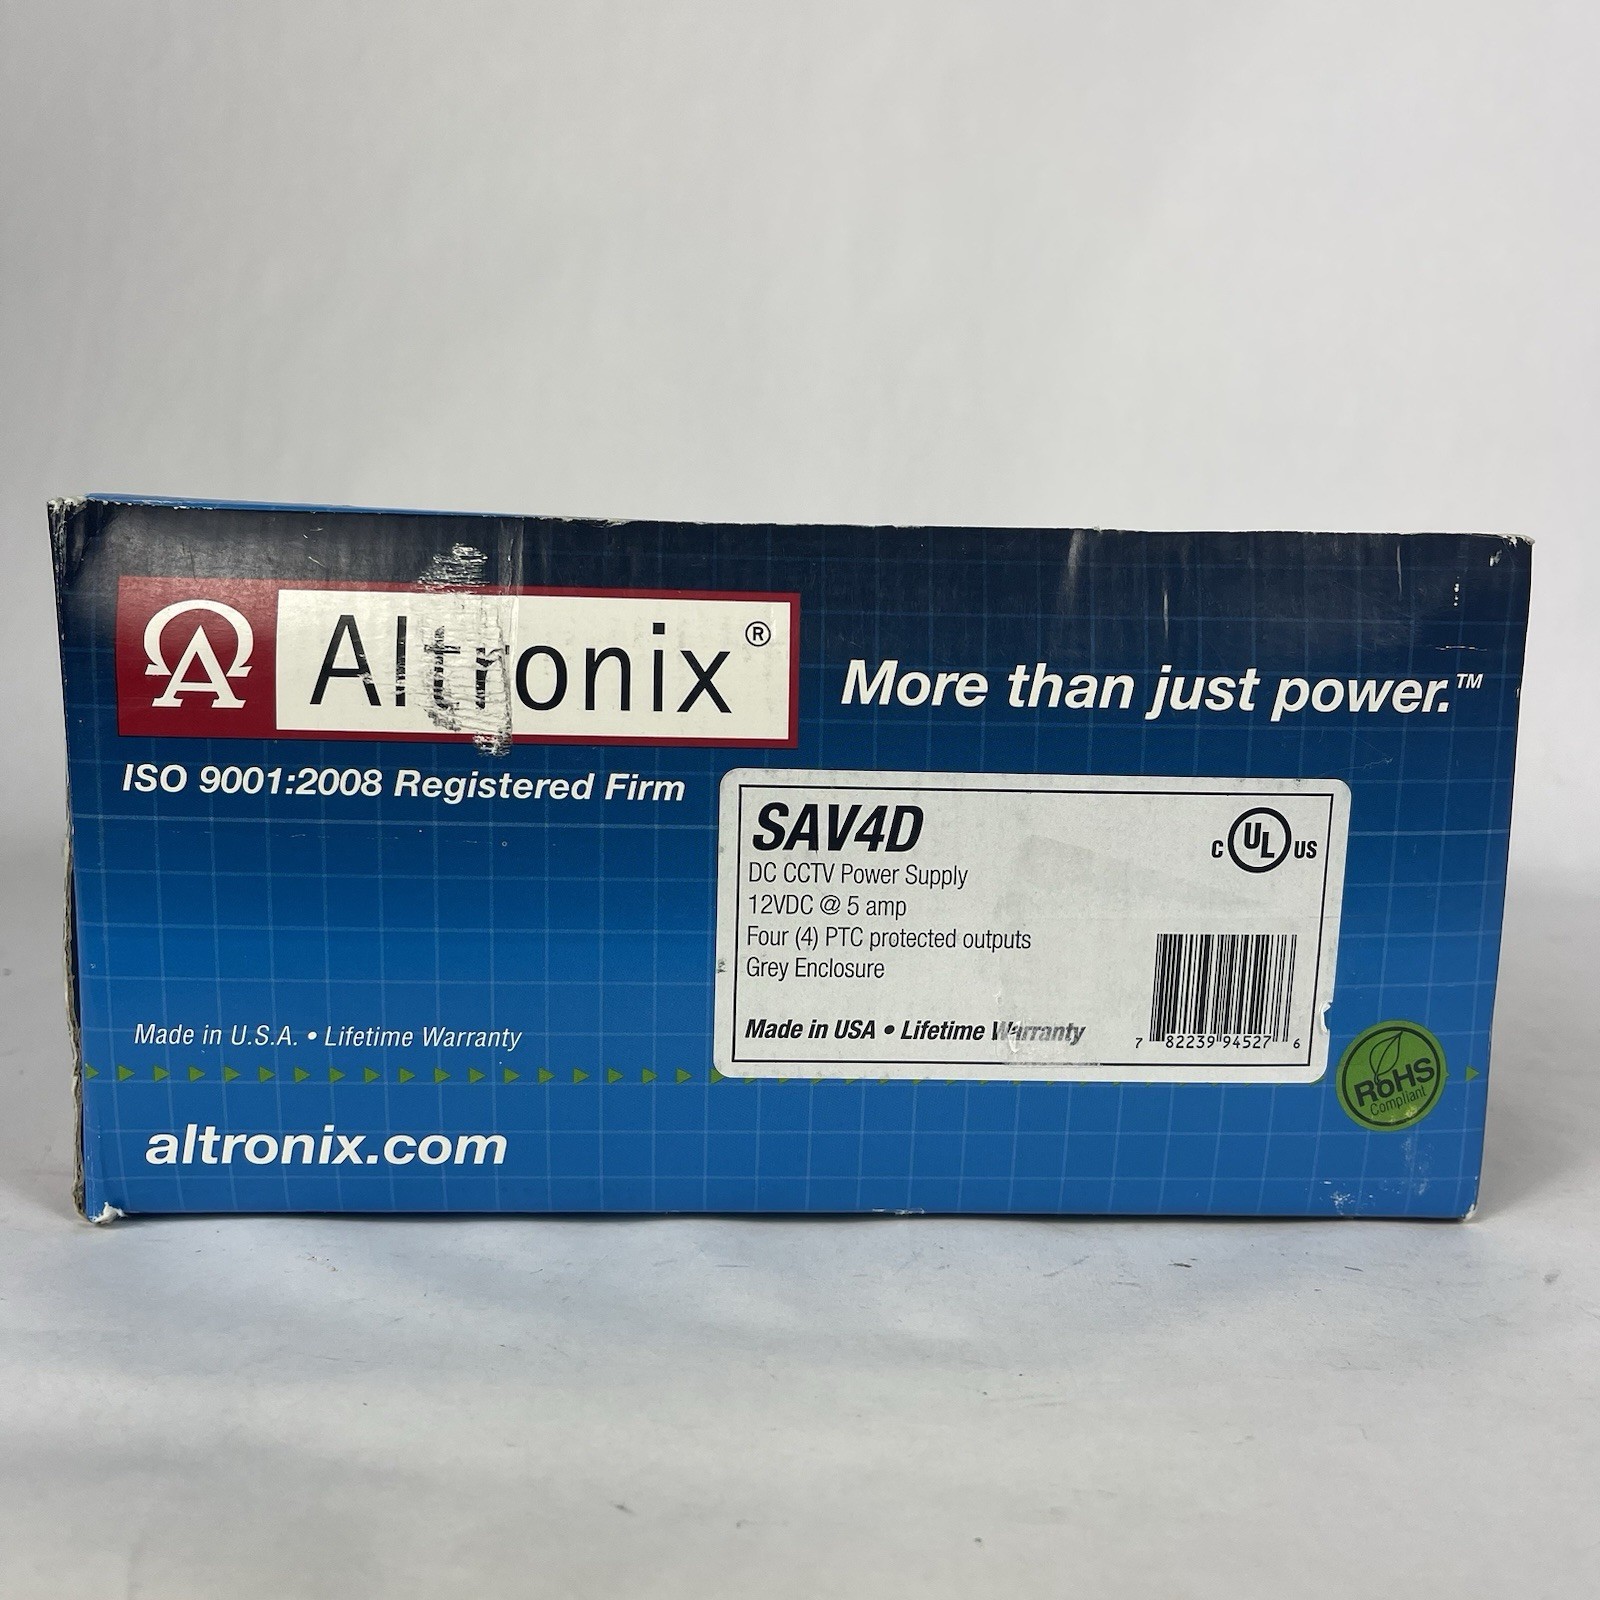 Altronix®
More than just power.™
ISO 9001:2008 Registered Firm
SAV4D
C UL US
DC CCTV Power Supply
12VDC @ 5 amp
Four (4) PTC protected outputs
Grey Enclosure
Made in USA • Lifetime Warranty
7 82239 94527 6
Made in U.S.A. • Lifetime Warranty
RoHS
Compliant
altronix.com